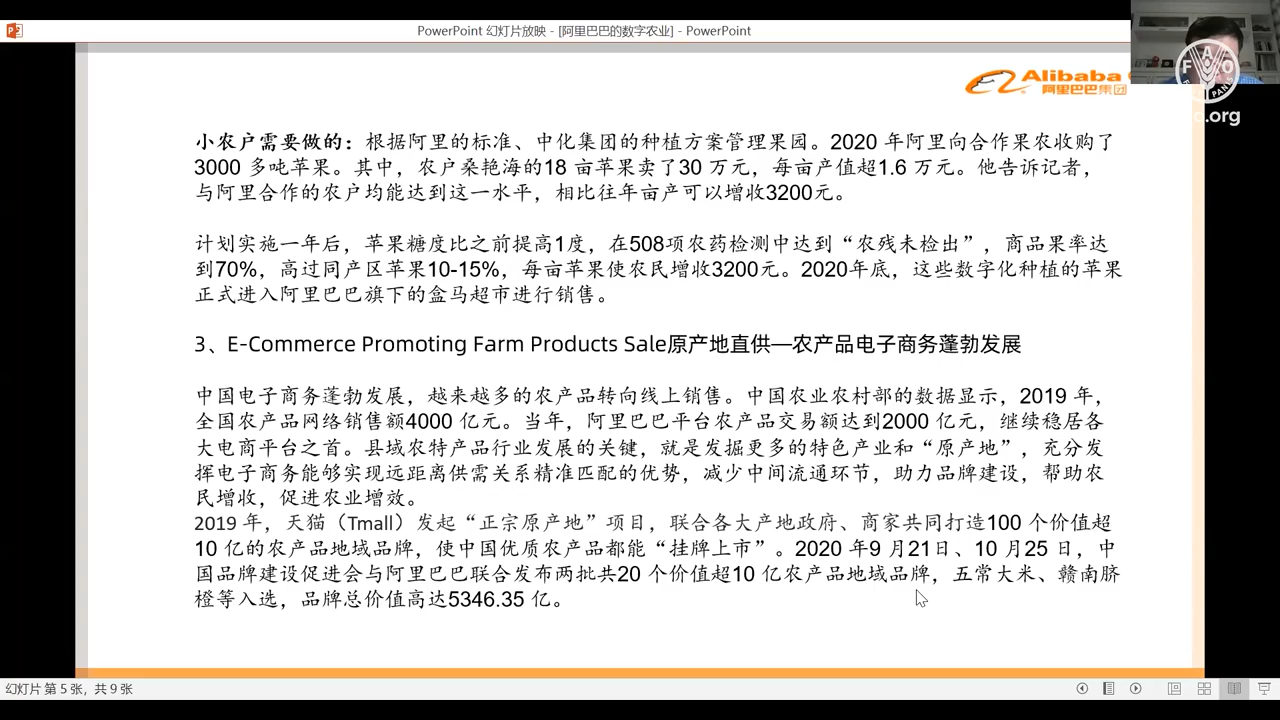 PowerPoint 幻灯片放映 - [阿里巴巴的数字农业] - PowerPoint
FAO
.org
Alibaba
阿里巴巴集团
小农户需要做的：根据阿里的标准、中化集团的种植方案管理果园。2020 年阿里向合作果农收购了
3000 多吨苹果。其中，农户桑艳海的18 亩苹果卖了30 万元，每亩产值超1.6 万元。他告诉记者，
与阿里合作的农户均能达到这一水平，相比往年亩产可以增收3200元。
计划实施一年后，苹果糖度比之前提高1度，在508项农药检测中达到“农残未检出”，商品果率达
到70%，高过同产区苹果10-15%，每亩苹果使农民增收3200元。2020年底，这些数字化种植的苹果
正式进入阿里巴巴旗下的盒马超市进行销售。
3、E-Commerce Promoting Farm Products Sale原产地直供—农产品电子商务蓬勃发展
中国电子商务蓬勃发展，越来越多的农产品转向线上销售。中国农业农村部的数据显示，2019 年，
全国农产品网络销售额4000 亿元。当年，阿里巴巴平台农产品交易额达到2000 亿元，继续稳居各
大电商平台之首。县域农特产品行业发展的关键，就是发掘更多的特色产业和“原产地”，充分发
挥电子商务能够实现远距离供需关系精准匹配的优势，减少中间流通环节，助力品牌建设，帮助农
民增收，促进农业增效。
2019 年，天猫（Tmall）发起“正宗原产地”项目，联合各大产地政府、商家共同打造100 个价值超
10 亿的农产品地域品牌，使中国优质农产品都能“挂牌上市”。2020 年9 月21日、10 月25 日，中
国品牌建设促进会与阿里巴巴联合发布两批共20 个价值超10 亿农产品地域品牌，五常大米、赣南脐
橙等入选，品牌总价值高达5346.35 亿。
幻灯片 第 5 张，共 9 张